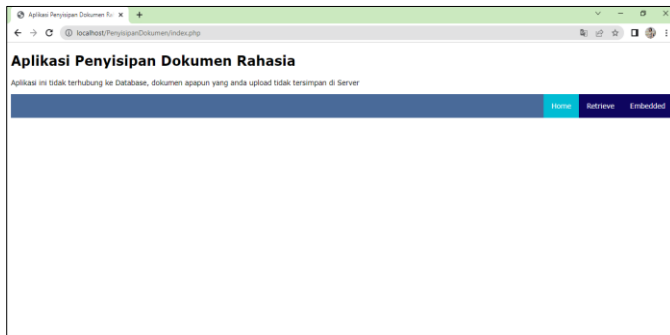 Aplikasi Penyisipan Dokumen Ra
localhost/PenyisipanDokumen/index.php
Aplikasi Penyisipan Dokumen Rahasia
Aplikasi ini tidak terhubung ke Database, dokumen apapun yang anda upload tidak tersimpan di Server
Home Retrieve Embedded